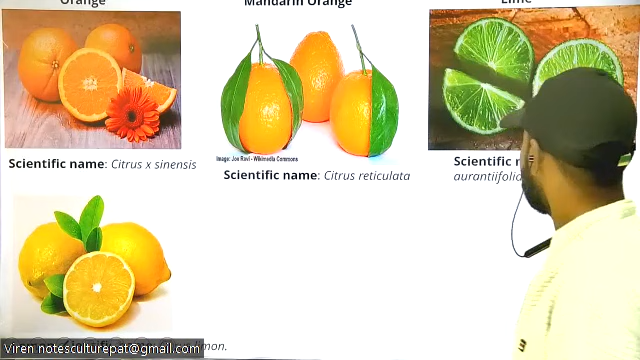 Orange
Mandarin Orange
Lime
Image: Joe Ravi - Wikimedia Commons
Scientific name: Citrus x sinensis
Scientific name: Citrus reticulata
Scientific
aurantiifolia
Viren notesculturepat@gmail.com